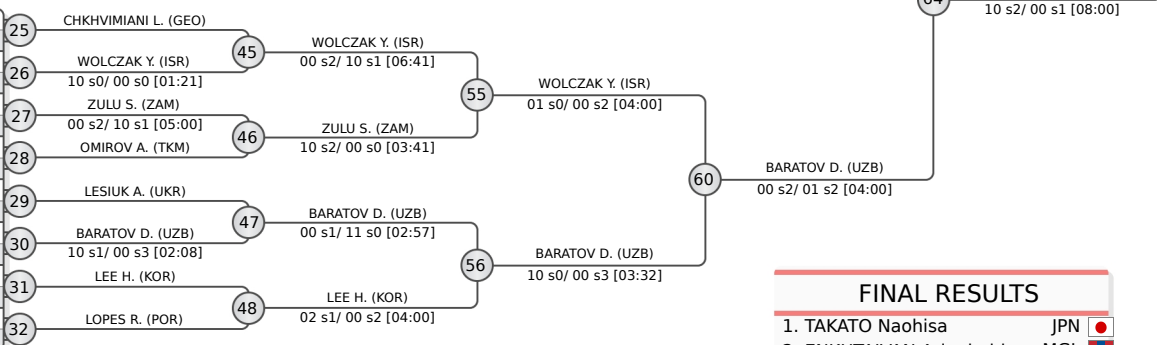 10 s2/ 00 s1 [08:00]
25
CHKHVIMIANI L. (GEO)
45
WOLCZAK Y. (ISR)
00 s2/ 10 s1 [06:41]
26
WOLCZAK Y. (ISR)
10 s0/ 00 s0 [01:21]
55
WOLCZAK Y. (ISR)
01 s0/ 00 s2 [04:00]
27
ZULU S. (ZAM)
00 s2/ 10 s1 [05:00]
46
ZULU S. (ZAM)
10 s2/ 00 s0 [03:41]
28
OMIROV A. (TKM)
60
BARATOV D. (UZB)
00 s2/ 01 s2 [04:00]
29
LESIUK A. (UKR)
47
BARATOV D. (UZB)
00 s1/ 11 s0 [02:57]
30
BARATOV D. (UZB)
10 s1/ 00 s3 [02:08]
56
BARATOV D. (UZB)
10 s0/ 00 s3 [03:32]
31
LEE H. (KOR)
48
LEE H. (KOR)
02 s1/ 00 s2 [04:00]
32
LOPES R. (POR)
FINAL RESULTS
1. TAKATO Naohisa JPN